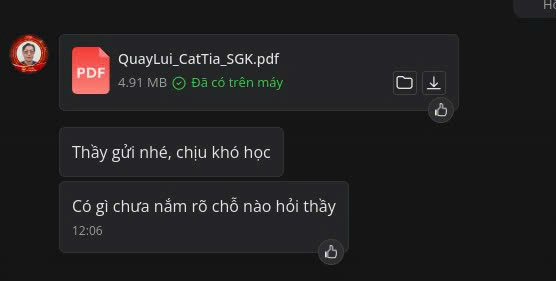 QuayLui_CatTia_SGK.pdf
PDF
4.91 MB Đã có trên máy
Thầy gửi nhé, chịu khó học
Có gì chưa nắm rõ chỗ nào hỏi thầy
12:06